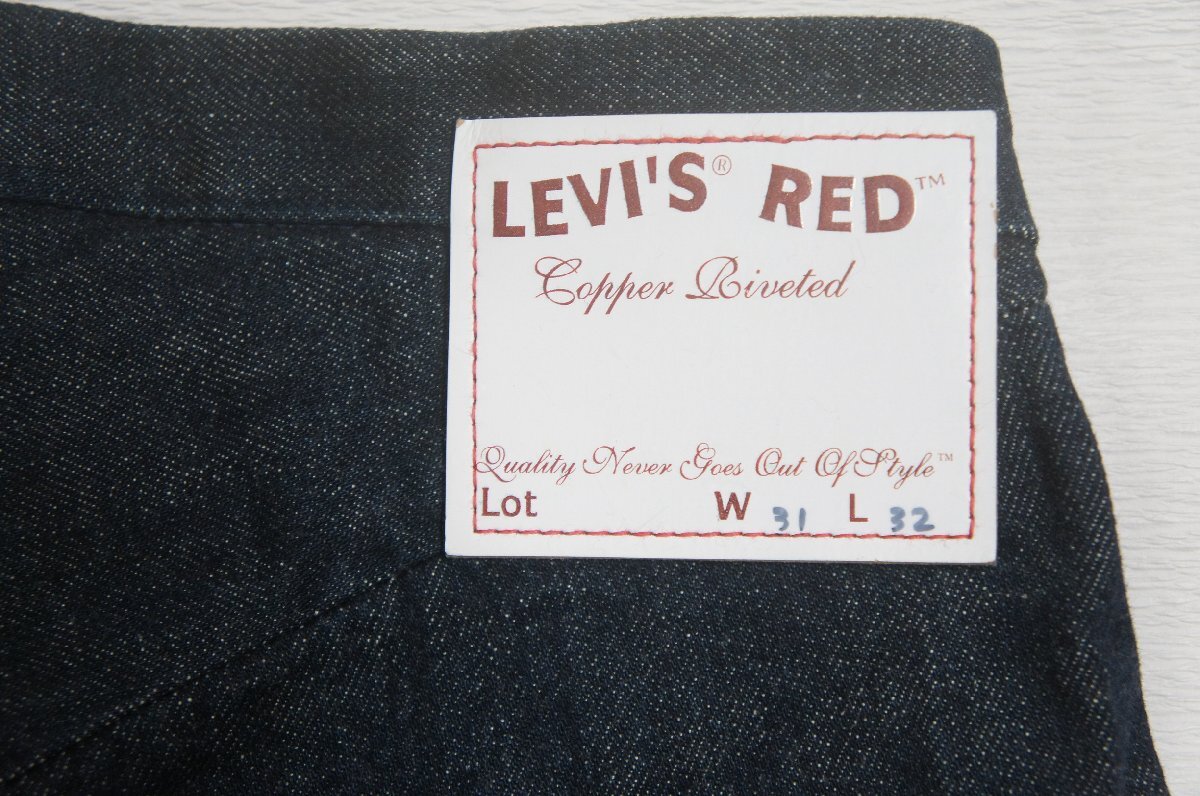 LEVI'S® RED™
Copper Riveted
Quality Never Goes Out Of Style™
Lot W 31 L 32